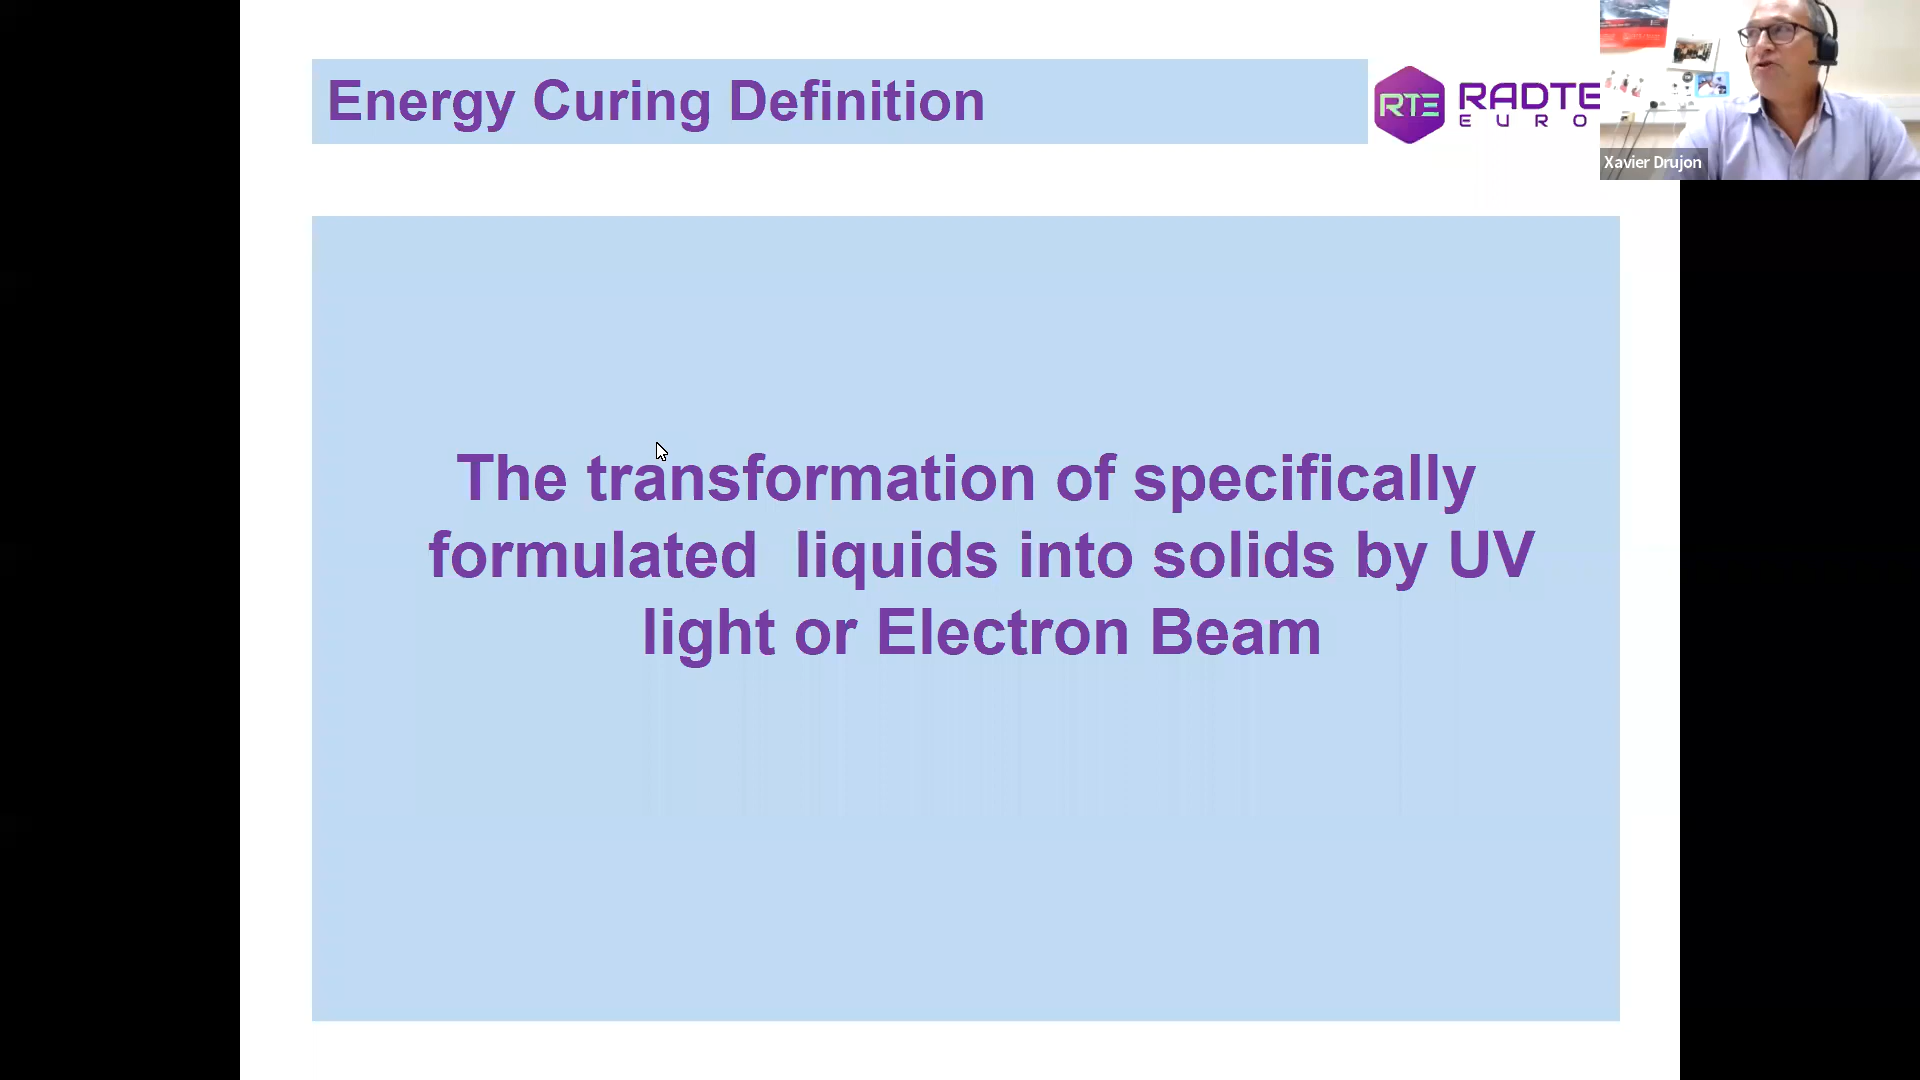 Energy Curing Definition
RTE
RADTE
EURO
Xavier Drujon
The transformation of specifically
formulated liquids into solids by UV
light or Electron Beam